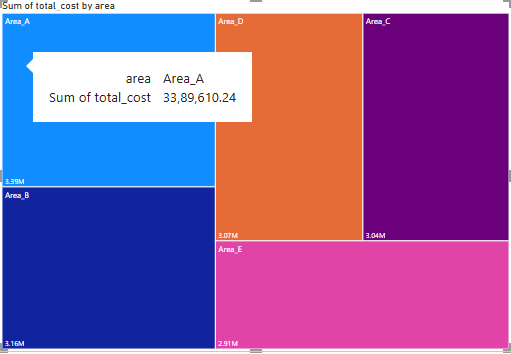 Sum of total_cost by area
Area_A
Area_D
Area_C
area Area_A
Sum of total_cost 33,89,610.24
3.39M
Area_B
3.07M
3.04M
Area_E
3.16M
2.91M